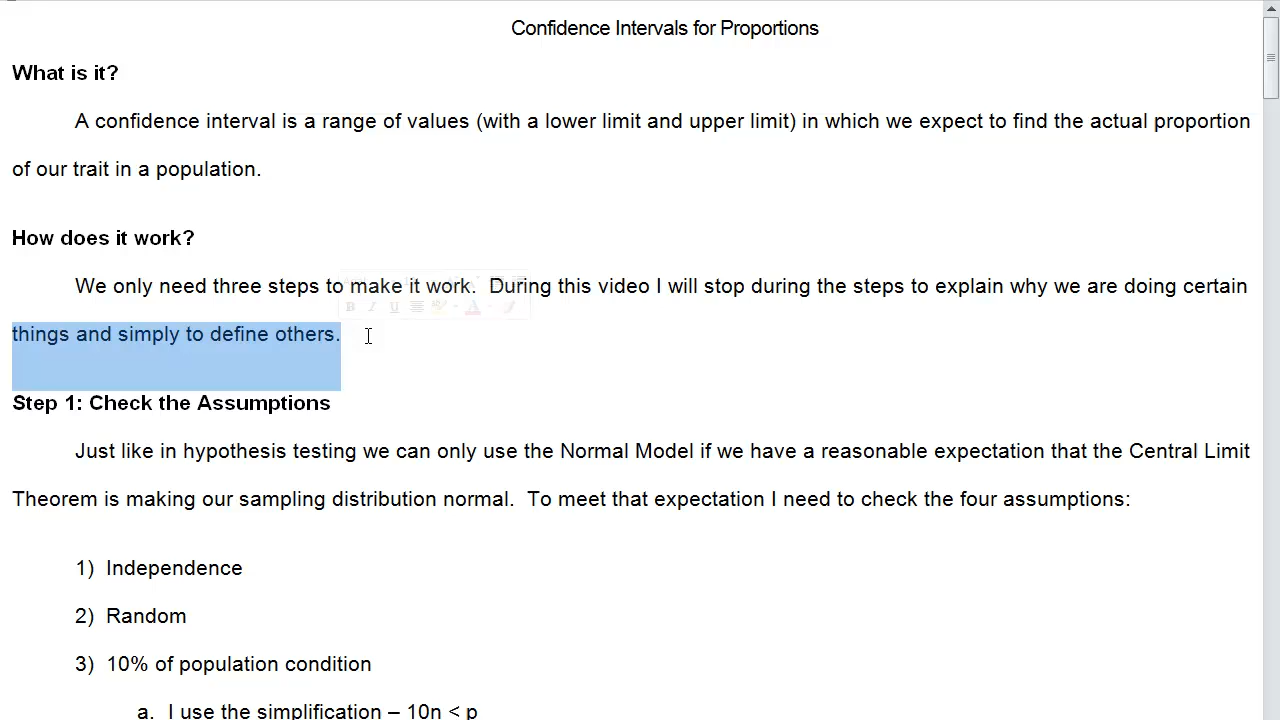 Confidence Intervals for Proportions
What is it?
A confidence interval is a range of values (with a lower limit and upper limit) in which we expect to find the actual proportion
of our trait in a population.
How does it work?
We only need three steps to make it work.  During this video I will stop during the steps to explain why we are doing certain
things and simply to define others.
Step 1: Check the Assumptions
Just like in hypothesis testing we can only use the Normal Model if we have a reasonable expectation that the Central Limit
Theorem is making our sampling distribution normal.  To meet that expectation I need to check the four assumptions:
1)  Independence
2)  Random
3)  10% of population condition
a.  I use the simplification – 10n < p